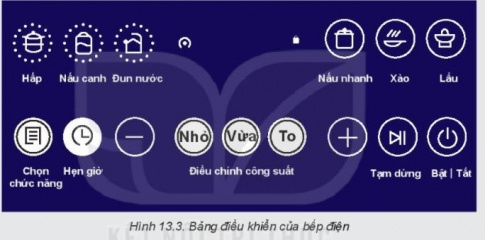 Hấp Nấu canh Đun nước Nấu nhanh Xào Lẩu
Nhỏ Vừa To
Chọn chức năng Hẹn giờ Điều chỉnh công suất Tạm dừng Bật | Tắt
Hình 13.3. Bảng điều khiển của bếp điện